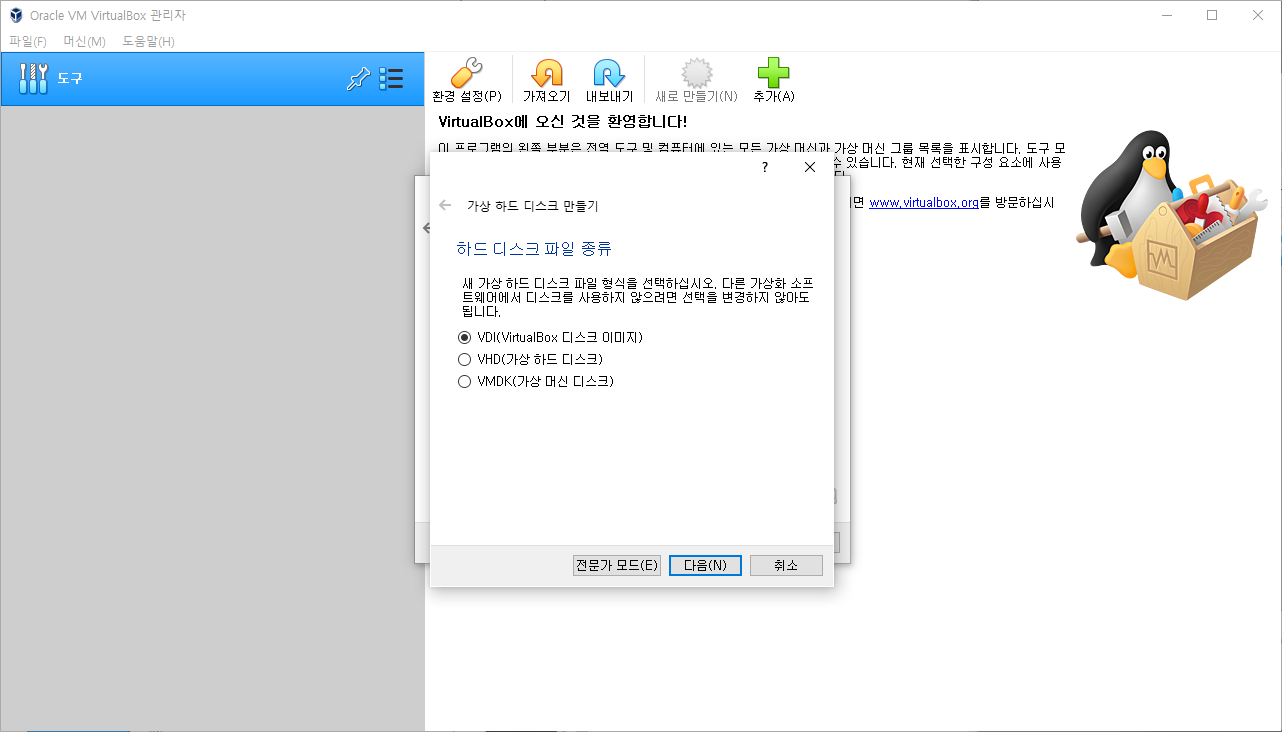 Oracle VM VirtualBox 관리자
파일(F) 머신(M) 도움말(H)
도구
환경 설정(P) 가져오기 내보내기 새로 만들기(N) 추가(A)
VirtualBox에 오신 것을 환영합니다!
이 프로그램의 왼쪽 부분은 전역 도구 및 컴퓨터에 있는 모든 가상 머신과 가상 머신 그룹 목록을 표시합니다. 도구 모
수 있습니다. 현재 선택한 구성 요소에 사용
면 www.virtualbox.org를 방문하십시
?
가상 하드 디스크 만들기
하드 디스크 파일 종류
새 가상 하드 디스크 파일 형식을 선택하십시오. 다른 가상화 소프
트웨어에서 디스크를 사용하지 않으려면 선택을 변경하지 않아도
됩니다.
VDI(VirtualBox 디스크 이미지)
VHD(가상 하드 디스크)
VMDK(가상 머신 디스크)
전문가 모드(E) 다음(N) 취소